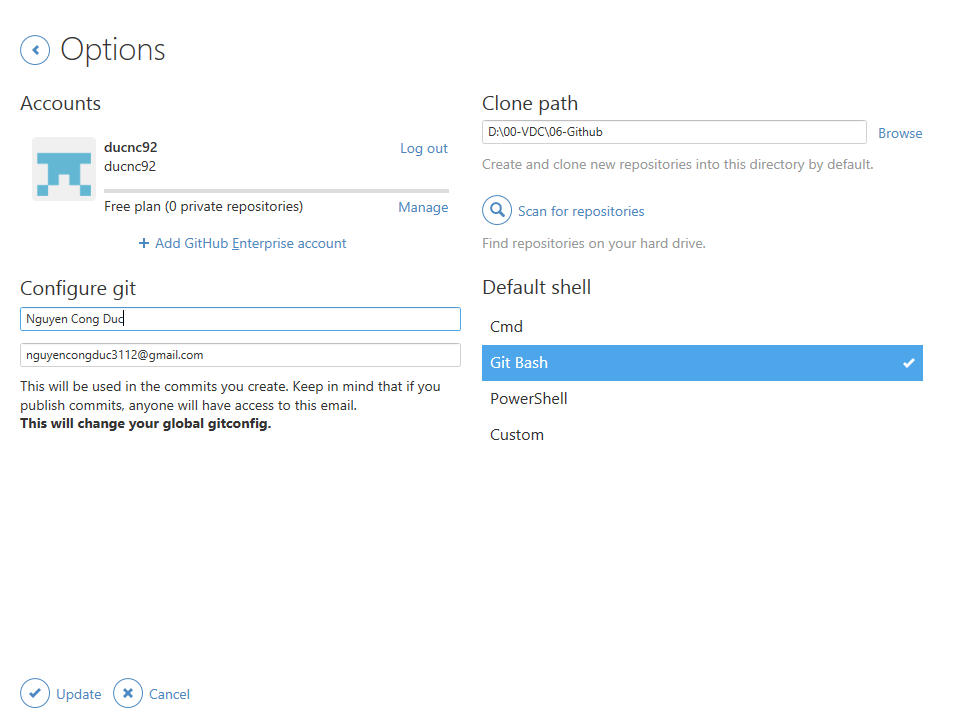 Options
Accounts
ducnc92
Log out
ducnc92
Free plan (0 private repositories)
Manage
+ Add GitHub Enterprise account
Configure git
Nguyen Cong Duc
nguyencongduc3112@gmail.com
This will be used in the commits you create. Keep in mind that if you
publish commits, anyone will have access to this email.
This will change your global gitconfig.
Clone path
D:\00-VDC\06-Github
Browse
Create and clone new repositories into this directory by default.
Scan for repositories
Find repositories on your hard drive.
Default shell
Cmd
Git Bash
PowerShell
Custom
Update
Cancel